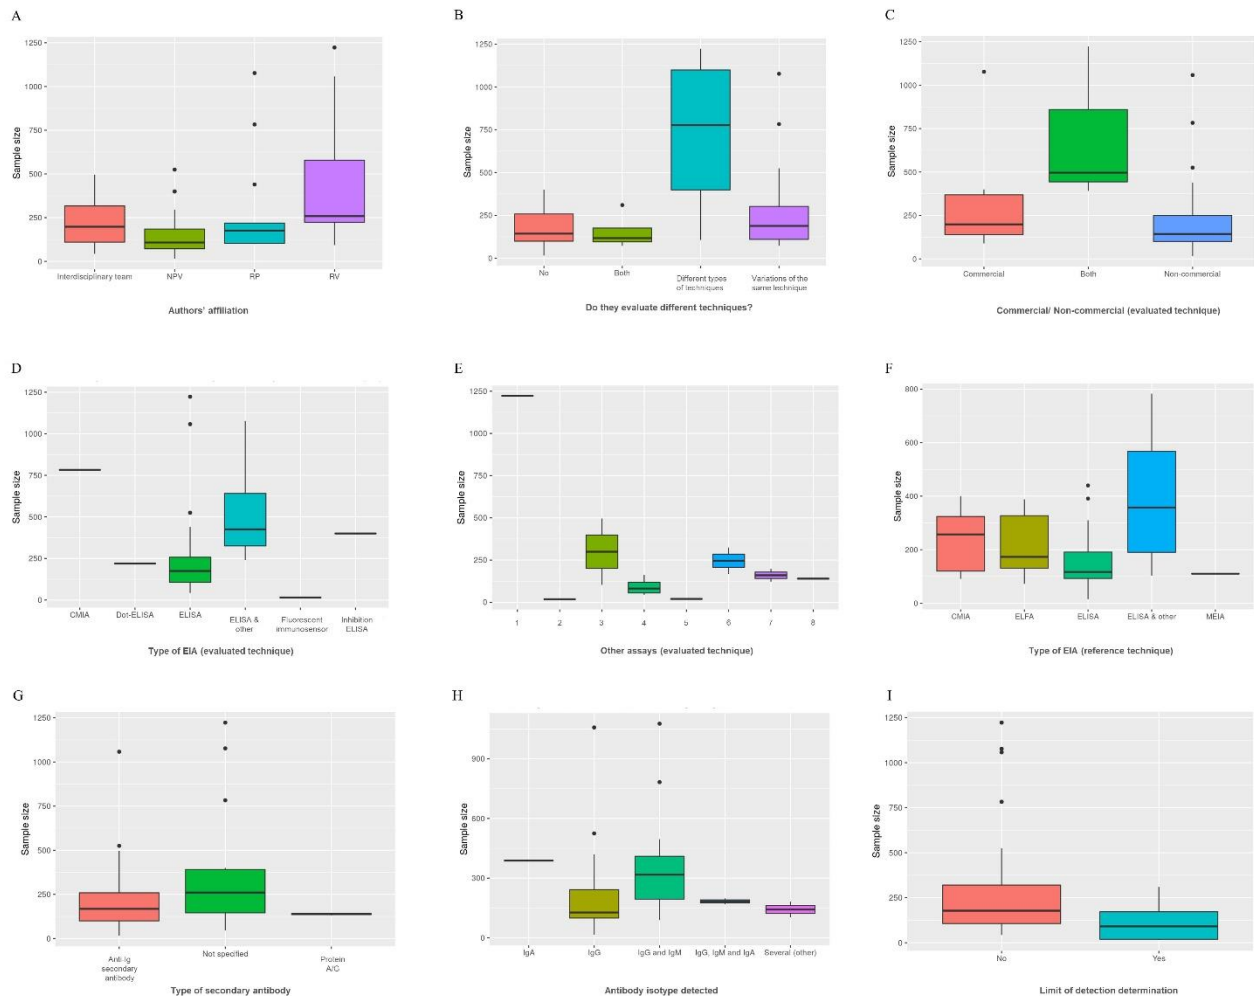 A
1250
1000
750
500
250
0
Sample size
Interdisciplinary team NPV RP RV
Authors' affiliation
B
1250
1000
750
500
250
0
Sample size
No Both Different types Variations of the
of techniques same technique
Do they evaluate different techniques?
C
1250
1000
750
500
250
0
Sample size
Commercial Both Non-commercial
Commercial/ Non-commercial (evaluated technique)
D
1250
1000
750
500
250
0
Sample size
CMIA Dot-ELISA ELISA ELISA & Fluorescent Inhibition
other immunosensor ELISA
Type of EIA (evaluated technique)
E
1250
1000
750
500
250
0
Sample size
1 2 3 4 5 6 7 8
Other assays (evaluated technique)
F
800
600
400
200
0
Sample size
CMIA ELFA ELISA ELISA & other MEIA
Type of EIA (reference technique)
G
1250
1000
750
500
250
0
Sample size
Anti-Ig Not specified Protein
secondary A/G
antibody
Type of secondary antibody
H
900
600
300
0
Sample size
IgA IgG IgG and IgM IgG, IgM and IgA Several (other)
Antibody isotype detected
I
1250
1000
750
500
250
0
Sample size
No Yes
Limit of detection determination